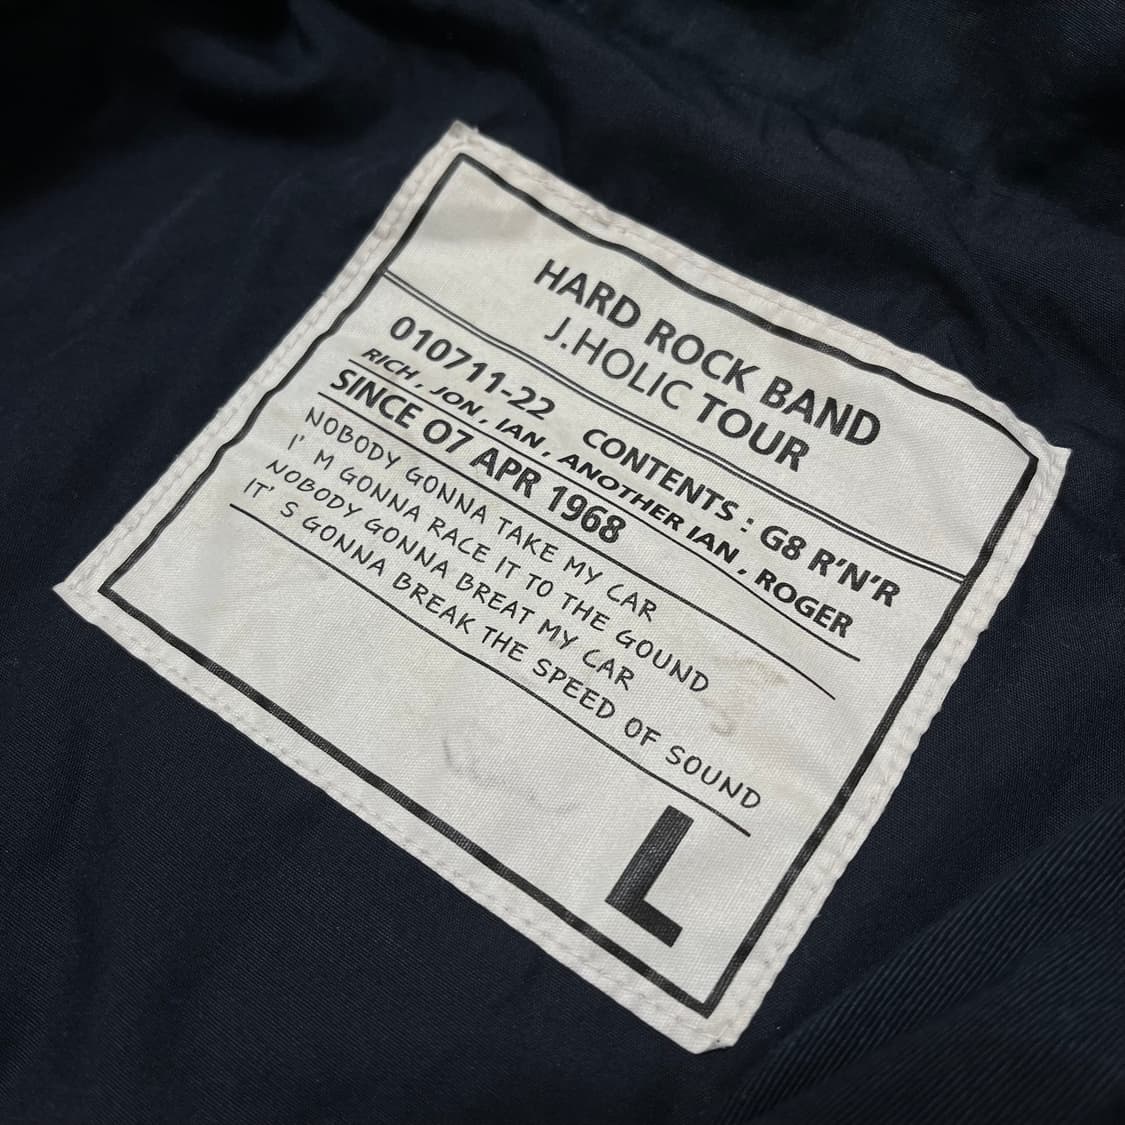 HARD ROCK BAND
J.HOLIC TOUR
010711-22 CONTENTS : G8 R'N'R
RICH , JON , IAN , ANOTHER IAN , ROGER
SINCE 07 APR 1968
NOBODY GONNA TAKE MY CAR
I' M GONNA RACE IT TO THE GOUND
NOBODY GONNA BREAT MY CAR
IT' S GONNA BREAK THE SPEED OF SOUND
L